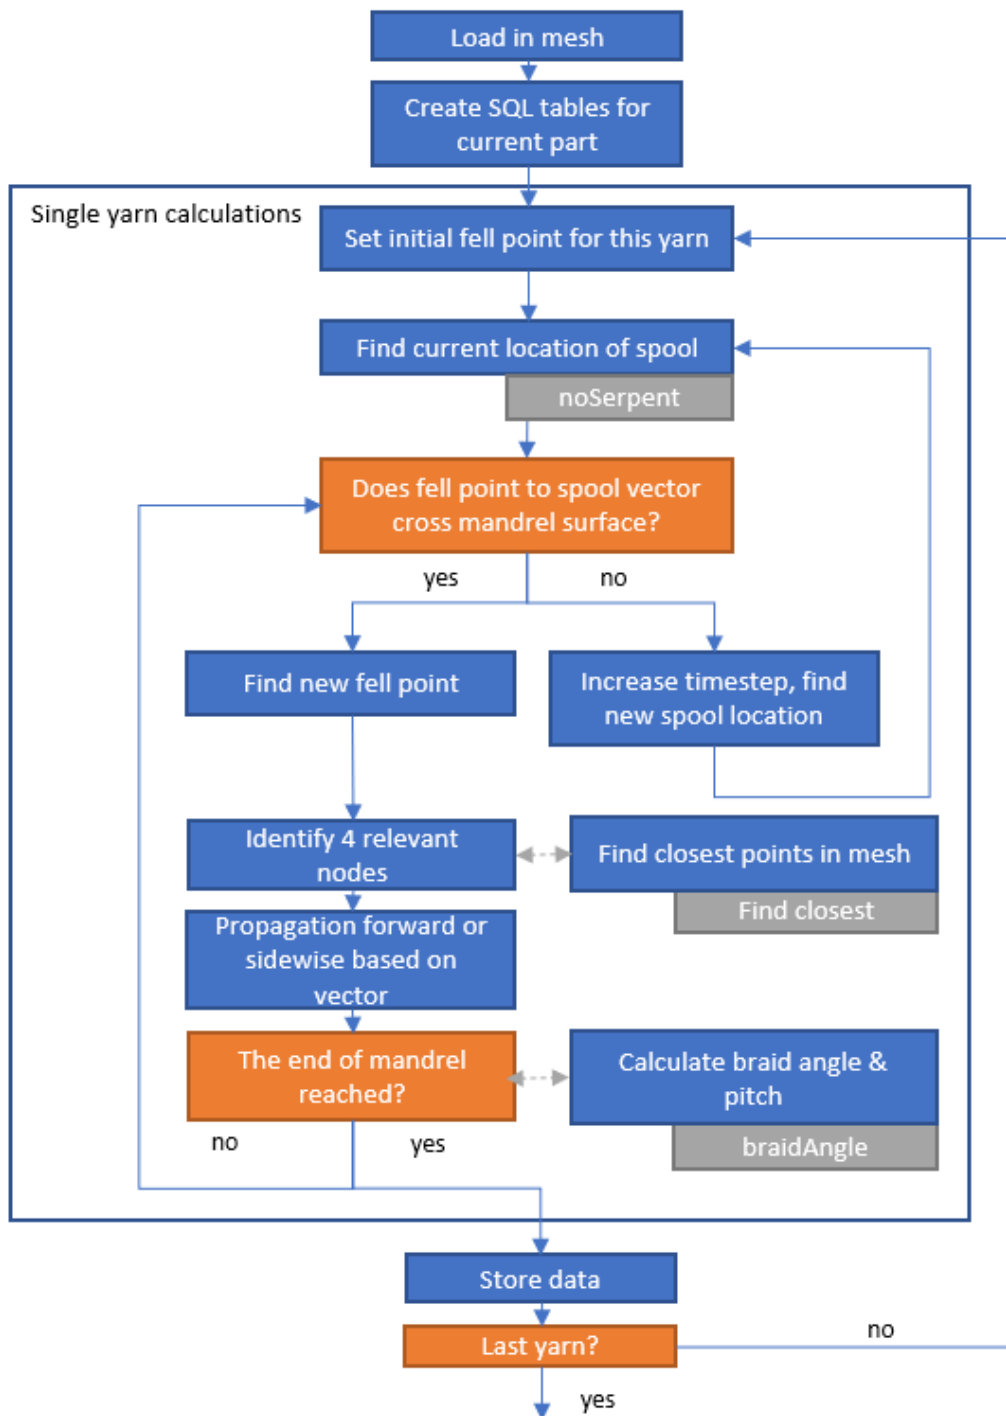 Load in mesh
Create SQL tables for
current part
Single yarn calculations
Set initial fell point for this yarn
Find current location of spool
noSerpent
Does fell point to spool vector
cross mandrel surface?
yes
no
Find new fell point
Increase timestep, find
new spool location
Identify 4 relevant
nodes
Find closest points in mesh
Find closest
Propagation forward or
sidewise based on
vector
The end of mandrel
reached?
Calculate braid angle &
pitch
braidAngle
no
yes
Store data
Last yarn?
no
yes